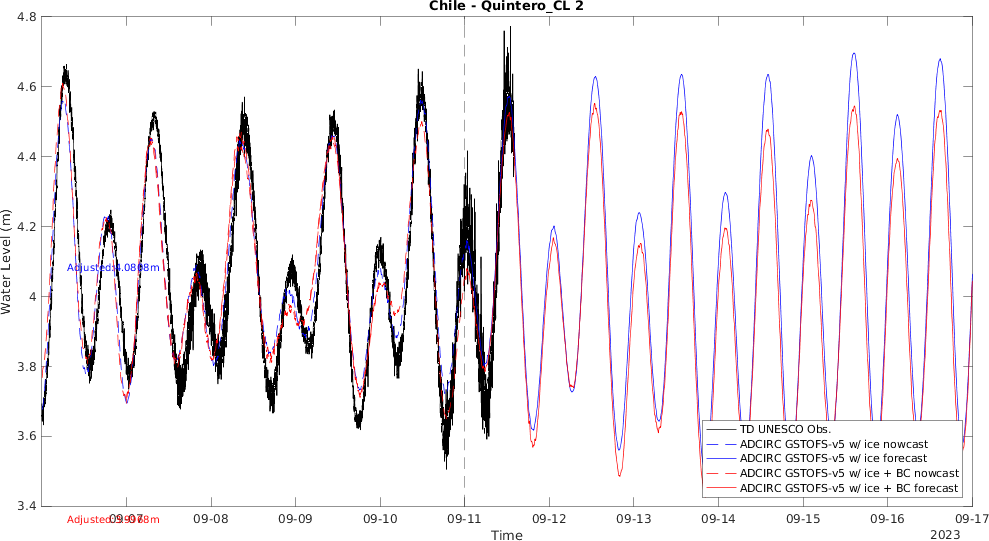 Chile - Quintero_CL 2
4.8
4.6
4.4
4.2
4
3.8
3.6
3.4
Water Level (m)
TD UNESCO Obs.
ADCIRC GSTOFS-v5 w/ ice nowcast
ADCIRC GSTOFS-v5 w/ ice forecast
ADCIRC GSTOFS-v5 w/ ice + BC nowcast
ADCIRC GSTOFS-v5 w/ ice + BC forecast
09-07
09-08
09-09
09-10
09-11
09-12
09-13
09-14
09-15
09-16
09-17
Time
2023